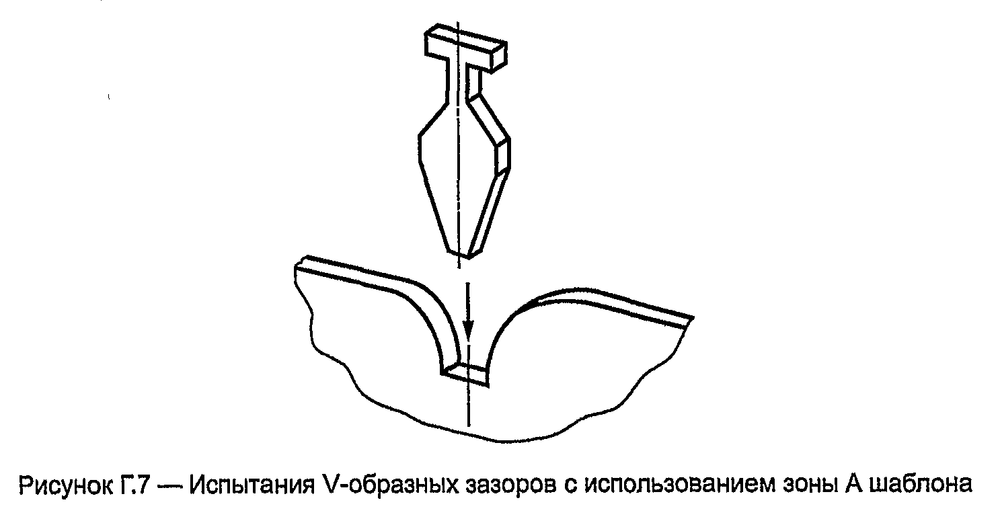 Рисунок Г.7 — Испытания V-образных зазоров с использованием зоны А шаблона